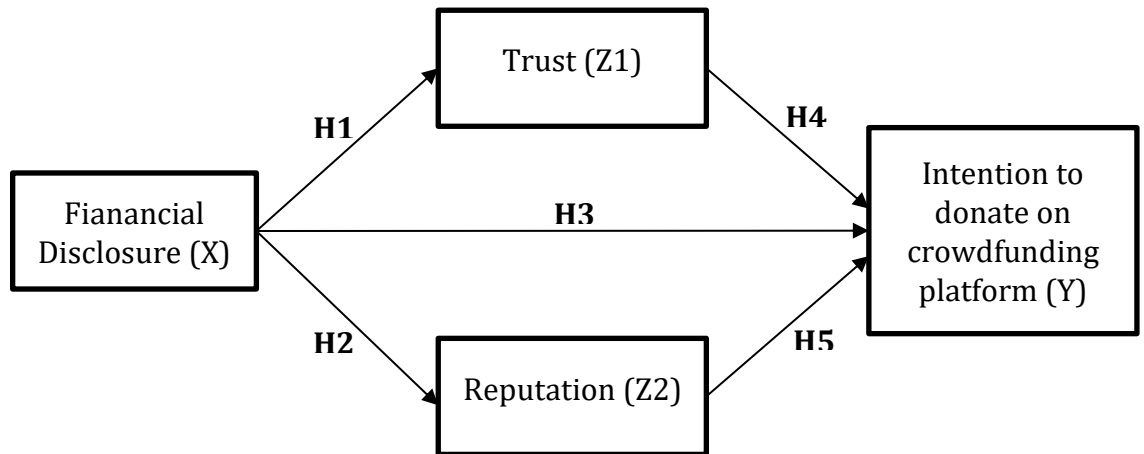 Trust (Z1)
H1
H4
Fianancial
Disclosure (X)
H3
Intention to
donate on
crowdfunding
platform (Y)
H2
H5
Reputation (Z2)